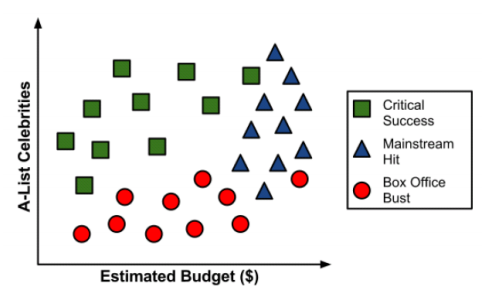 A-List Celebrities
Critical
Success
Mainstream
Hit
Box Office
Bust
Estimated Budget ($)